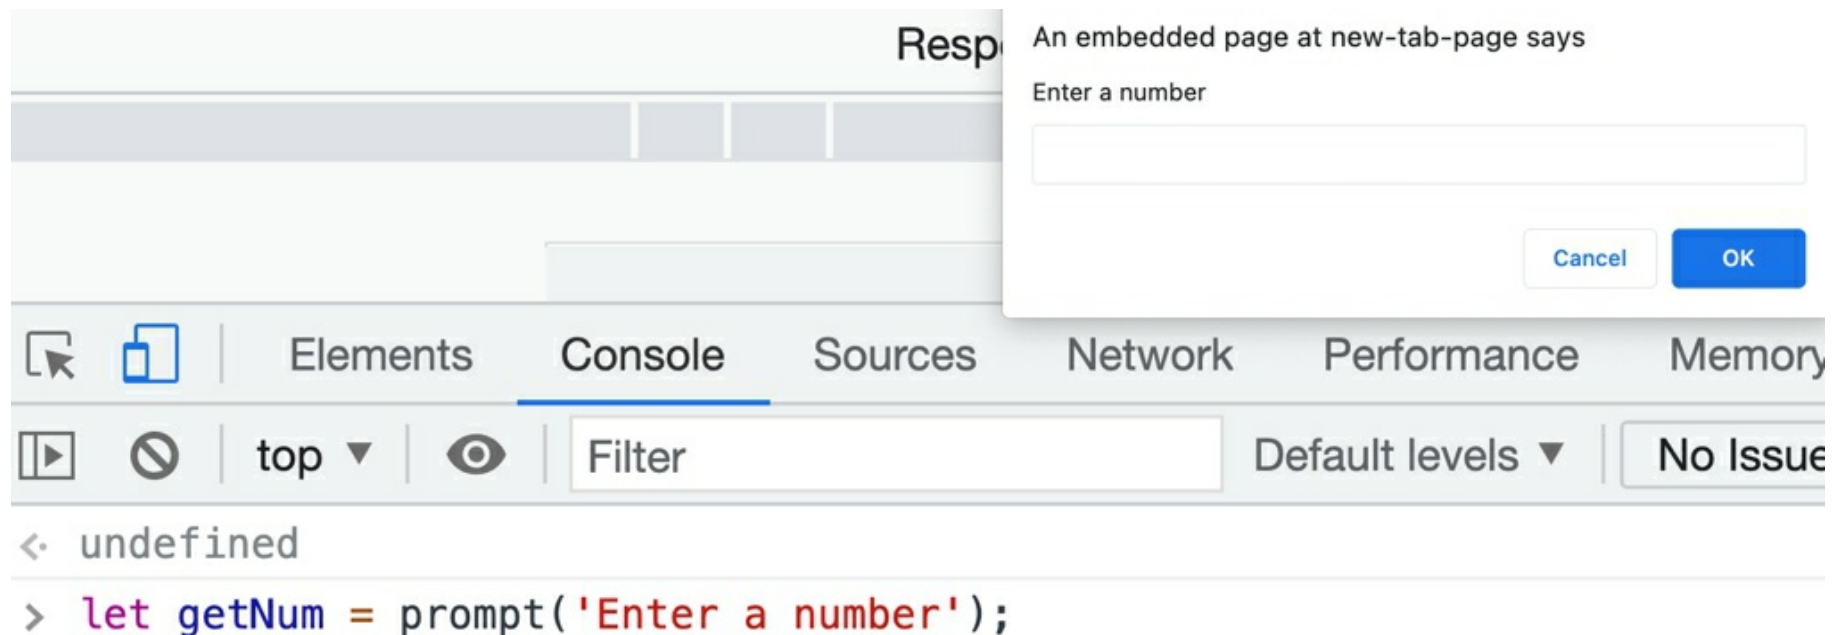 Resp
An embedded page at new-tab-page says
Enter a number
Cancel OK
Elements Console Sources Network Performance Memory
top Filter Default levels No Issue
undefined
let getNum = prompt('Enter a number');